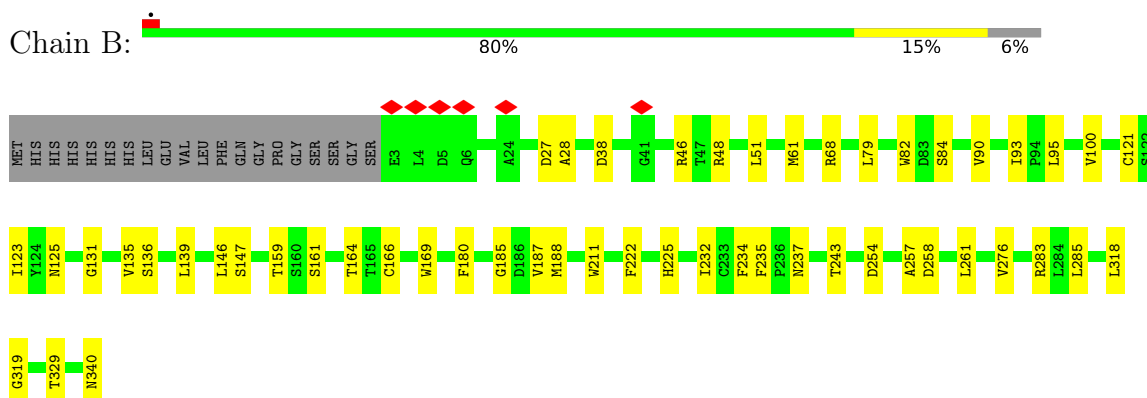 •
Chain B:
80% 15% 6%
MET HIS HIS HIS HIS HIS HIS LEU GLU VAL LEU PHE GLN GLY PRO GLY SER SER GLY SER E3 L4 D5 Q6 A24 D27 A28 D38 G41 R46 T47 R48 L51 M61 R68 L79 W82 D83 S84 V90 I93 P94 L95 V100 C121 S122
I123 Y124 N125 G131 V135 S136 L139 L146 S147 T159 S160 S161 T164 T165 C166 W169 F180 G185 D186 V187 M188 W211 F222 H225 I232 C233 F234 F235 P236 N237 T243 D254 A257 D258 L261 V276 R283 L284 L285 L318
G319 T329 N340